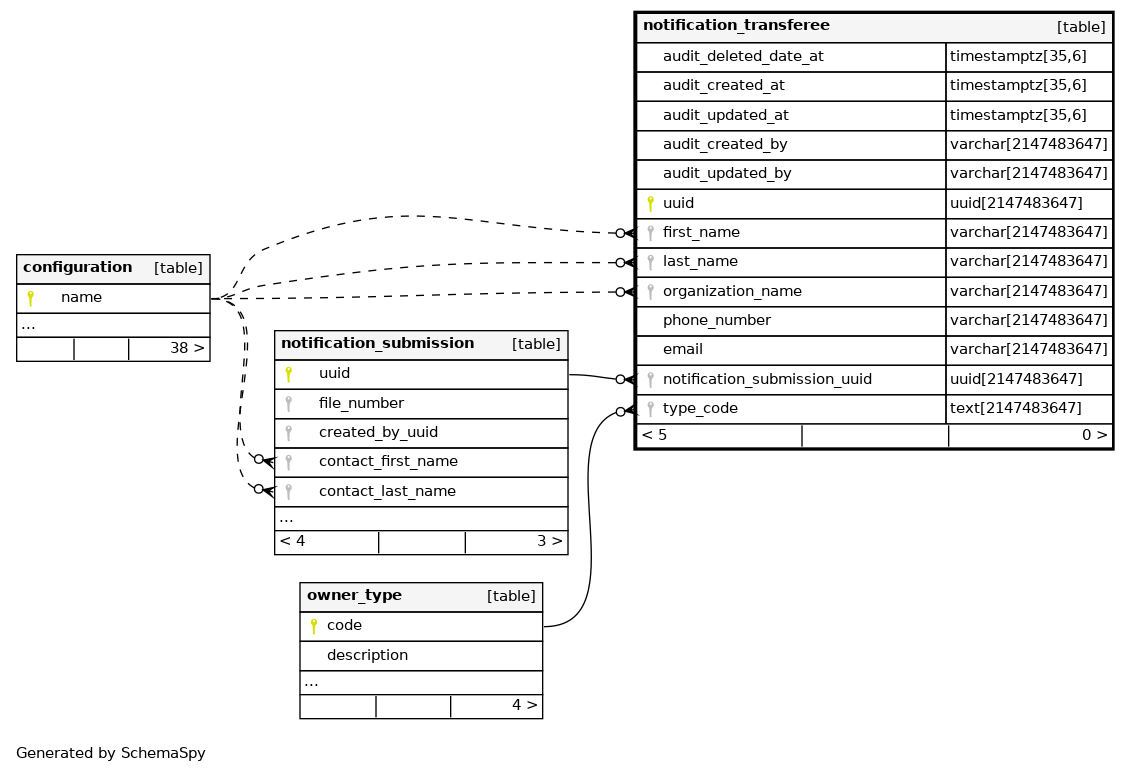 notification_transferee [table]
audit_deleted_date_at timestamptz[35,6]
audit_created_at timestamptz[35,6]
audit_updated_at timestamptz[35,6]
audit_created_by varchar[2147483647]
audit_updated_by varchar[2147483647]
uuid uuid[2147483647]
first_name varchar[2147483647]
last_name varchar[2147483647]
organization_name varchar[2147483647]
phone_number varchar[2147483647]
email varchar[2147483647]
notification_submission_uuid uuid[2147483647]
type_code text[2147483647]
< 5 0 >
configuration [table]
name
...
38 >
notification_submission [table]
uuid
file_number
created_by_uuid
contact_first_name
contact_last_name
...
< 4 3 >
owner_type [table]
code
description
...
4 >
Generated by SchemaSpy